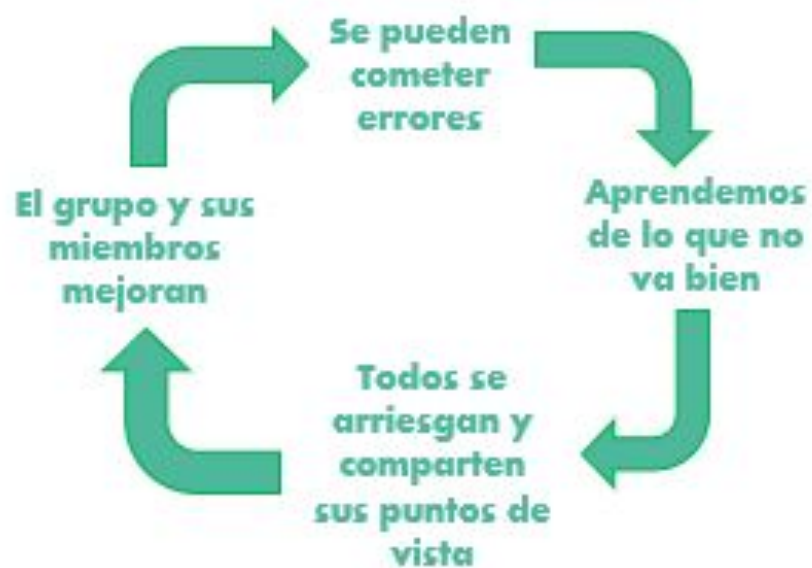 Se pueden
cometer
errores
Aprendemos
de lo que no
va bien
Todos se
arriesgan y
comparten
sus puntos de
vista
El grupo y sus
miembros
mejoran